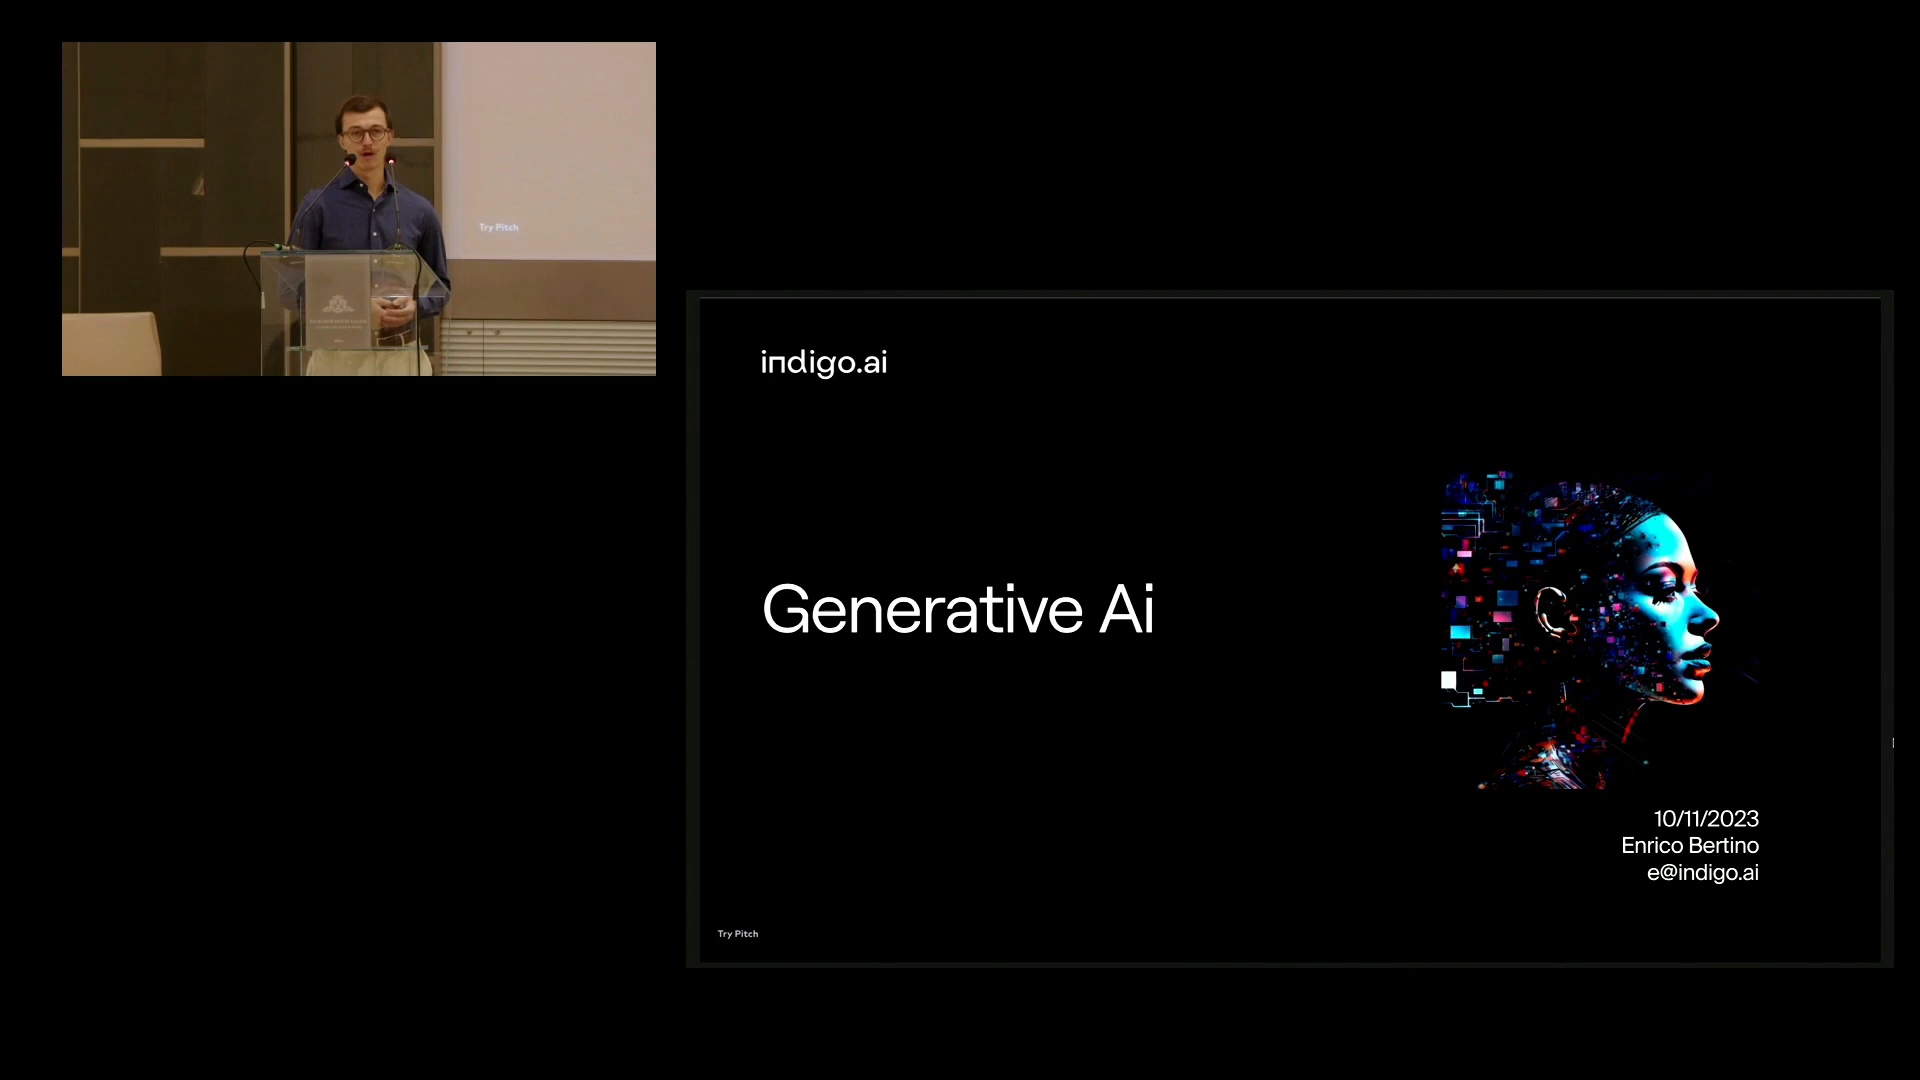 Try Pitch
indigo.ai
Generative Ai
10/11/2023
Enrico Bertino
e@indigo.ai
Try Pitch